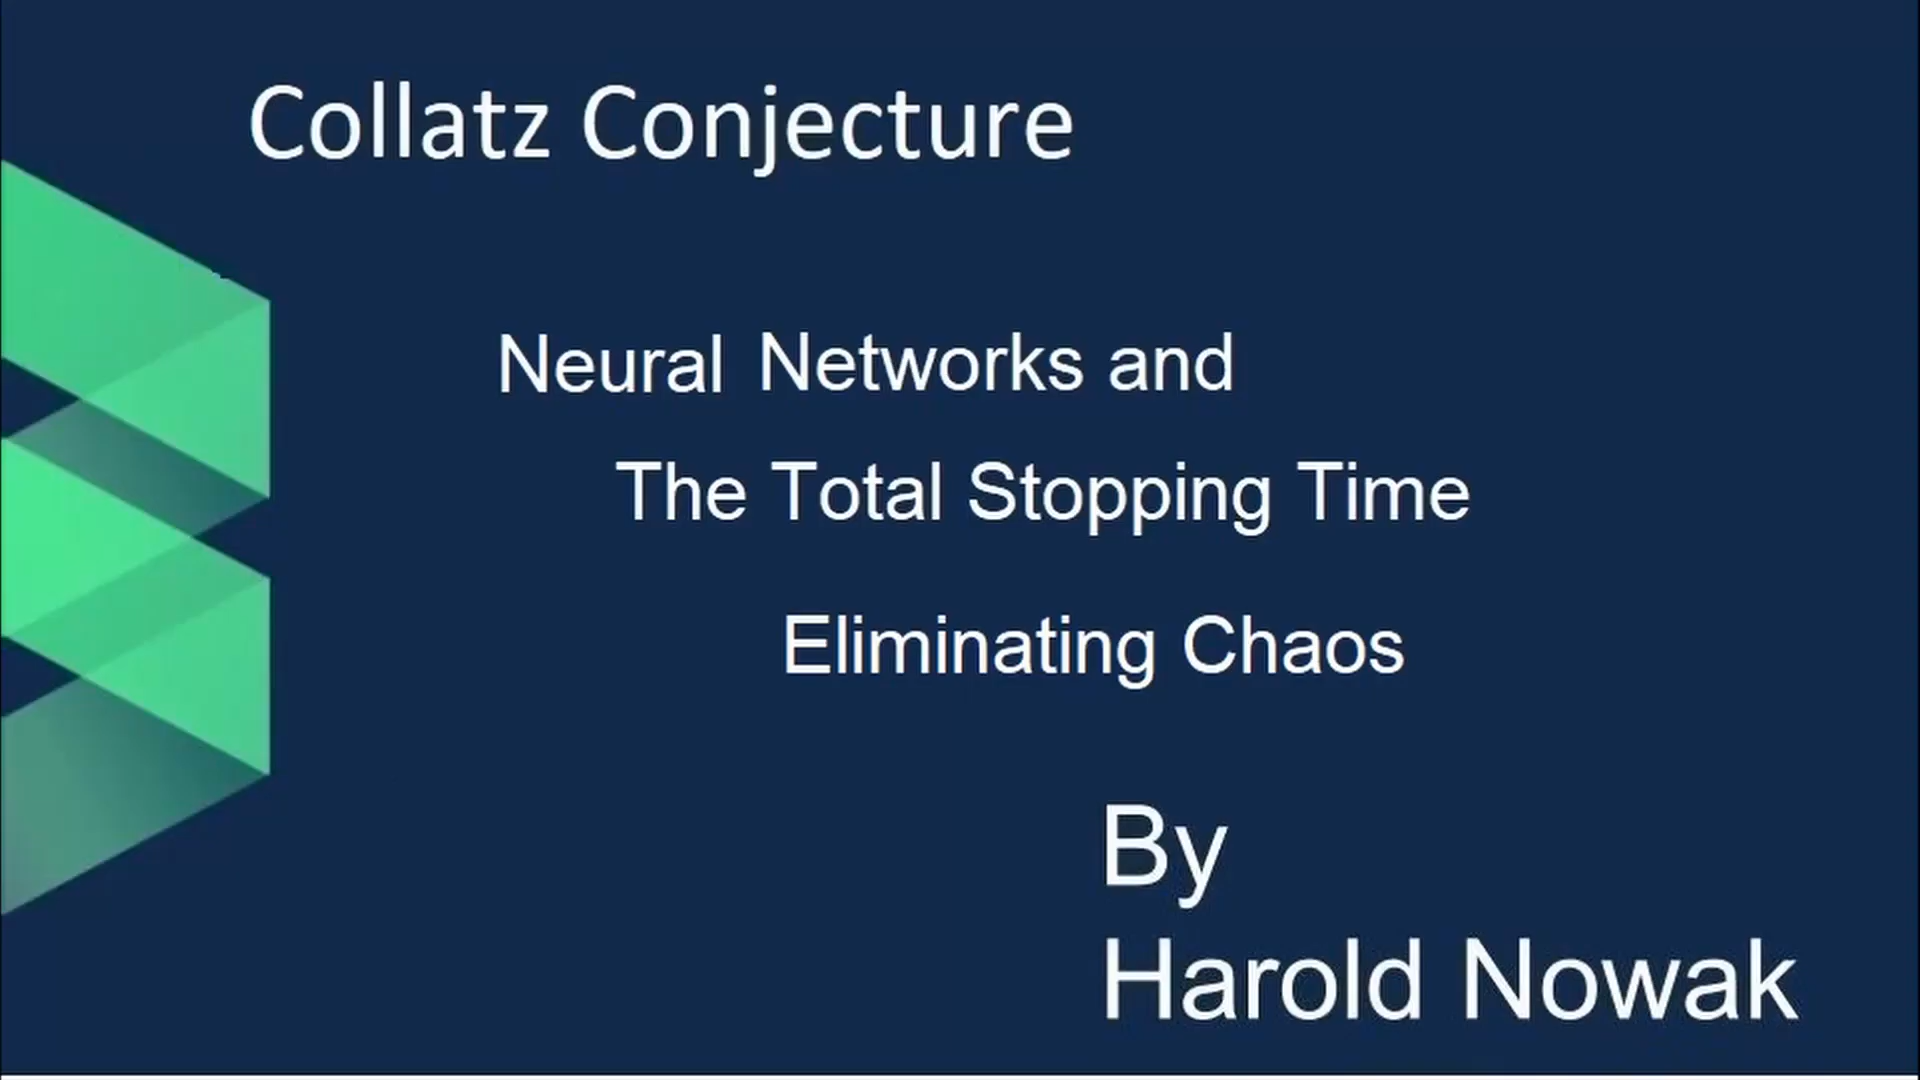 Collatz Conjecture
Neural Networks and
The Total Stopping Time
Eliminating Chaos
By
Harold Nowak